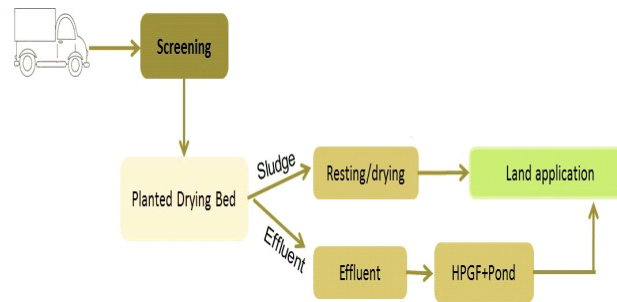 Screening
Planted Drying Bed
Sludge
Resting/drying
Land application
Effluent
Effluent
HPGF+Pond